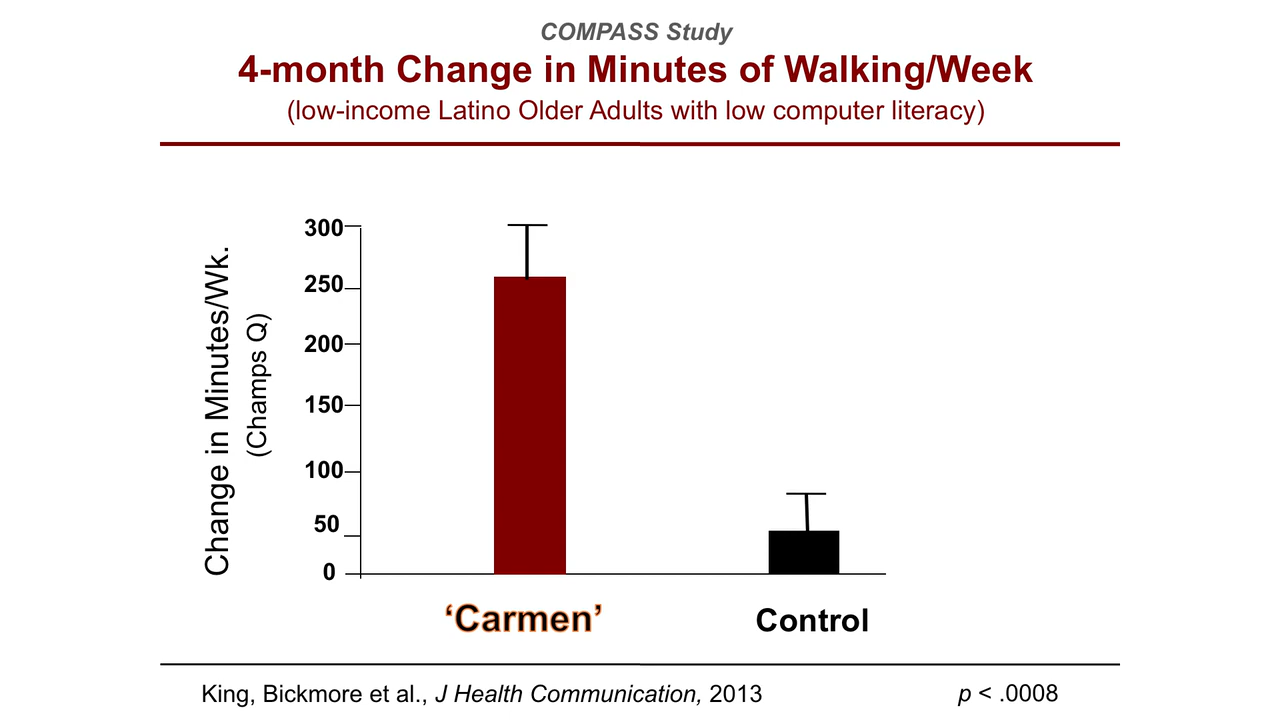 COMPASS Study
4-month Change in Minutes of Walking/Week
(low-income Latino Older Adults with low computer literacy)
Change in Minutes/Wk.
(Champs Q)
300
250
200
150
100
50
0
‘Carmen’
Control
King, Bickmore et al., J Health Communication, 2013
p < .0008